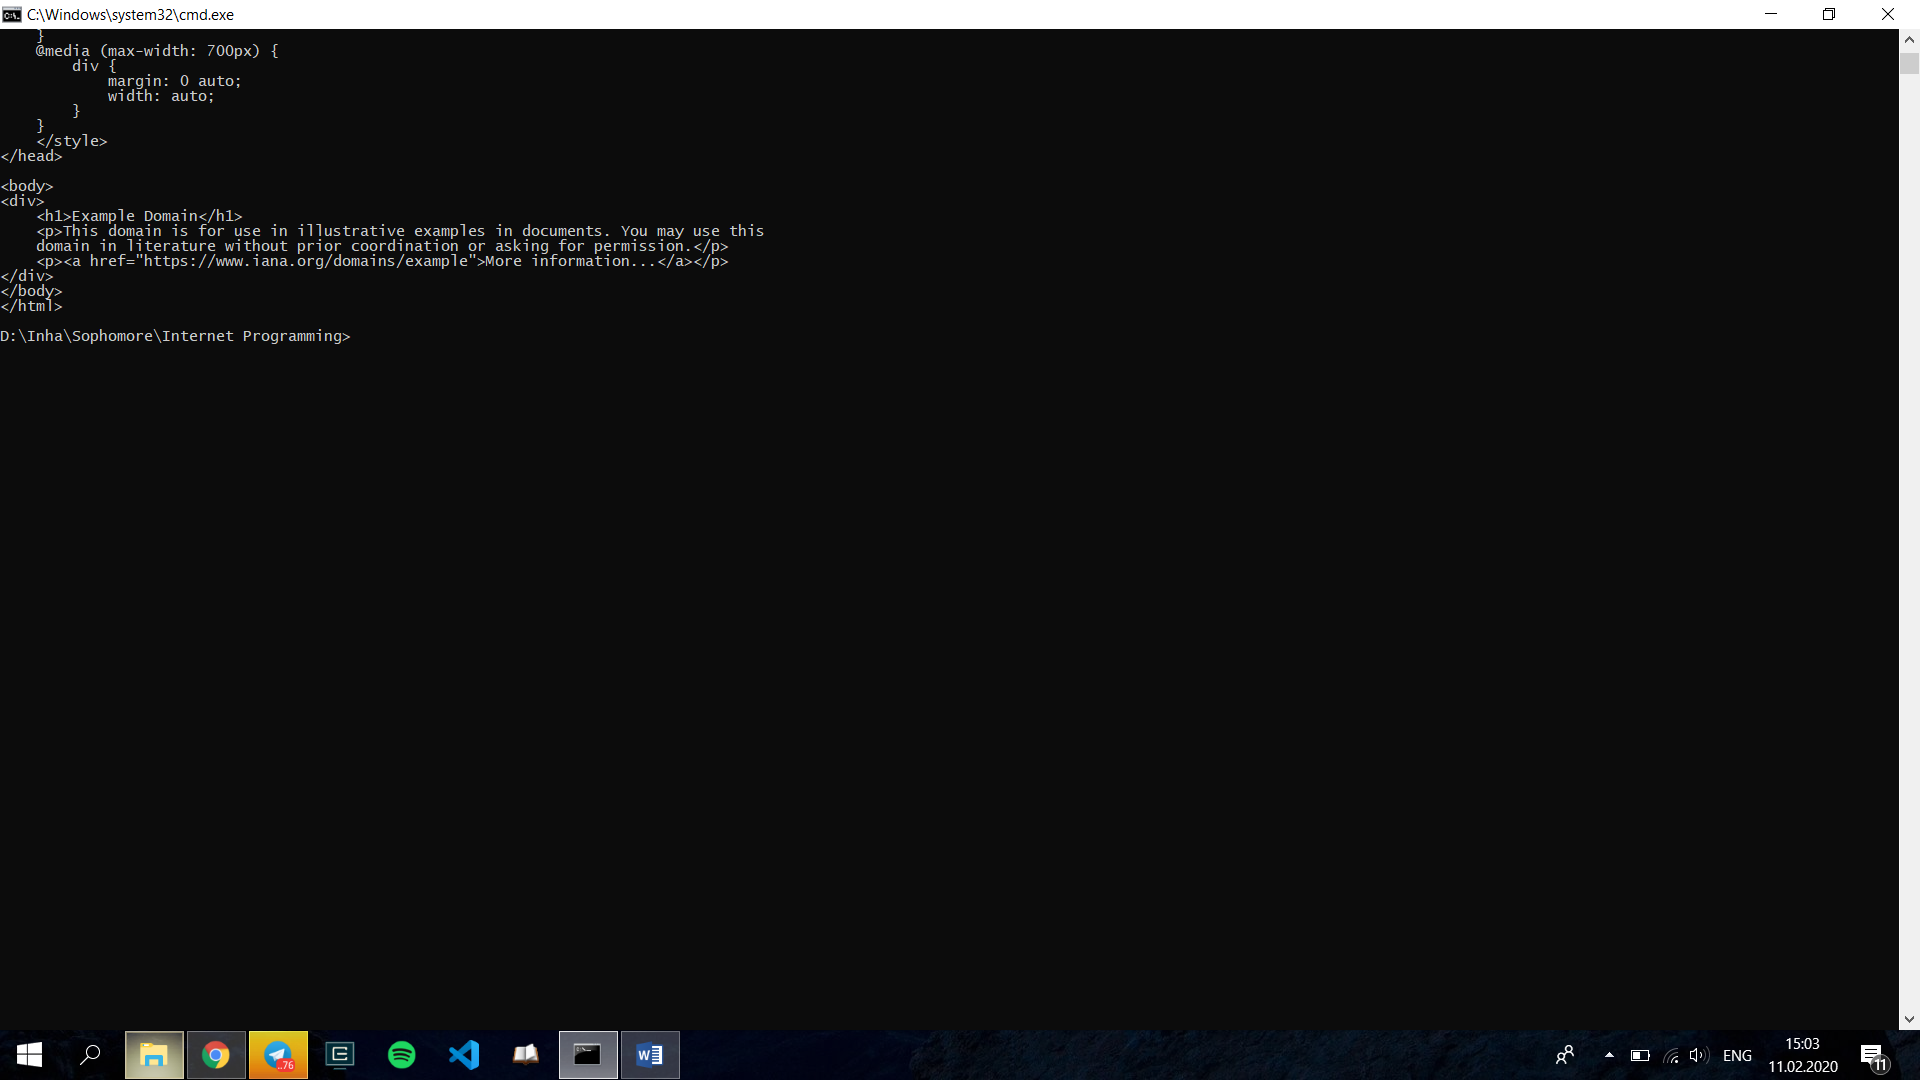 C:\Windows\system32\cmd.exe
    }
    @media (max-width: 700px) {
        div {
            margin: 0 auto;
            width: auto;
        }
    }
    </style>
</head>

<body>
<div>
    <h1>Example Domain</h1>
    <p>This domain is for use in illustrative examples in documents. You may use this
    domain in literature without prior coordination or asking for permission.</p>
    <p><a href="https://www.iana.org/domains/example">More information...</a></p>
</div>
</body>
</html>

D:\Inha\Sophomore\Internet Programming>
..76
ENG
15:03
11.02.2020
11